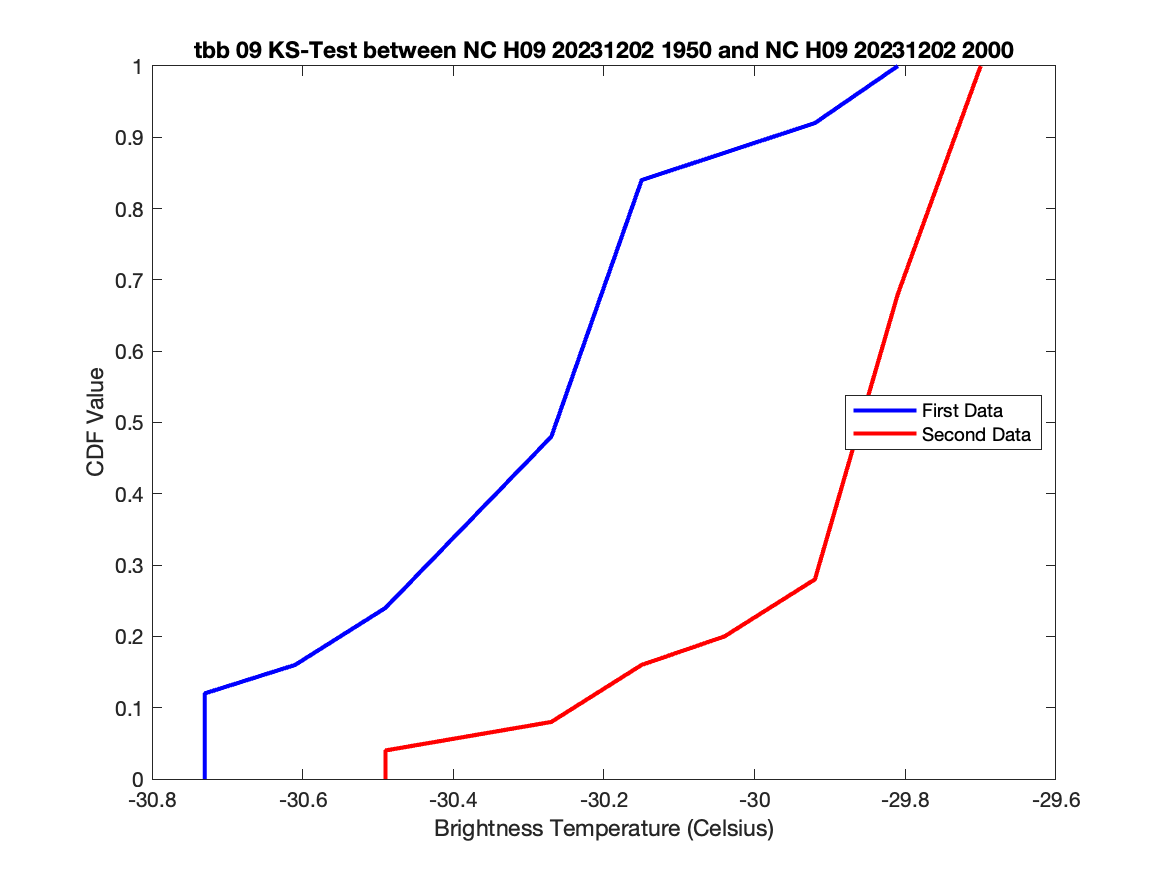 tbb 09 KS-Test between NC H09 20231202 1950 and NC H09 20231202 2000
1
0.9
0.8
0.7
0.6
0.5
0.4
0.3
0.2
0.1
0
CDF Value
First Data
Second Data
-30.8 -30.6 -30.4 -30.2 -30 -29.8 -29.6
Brightness Temperature (Celsius)